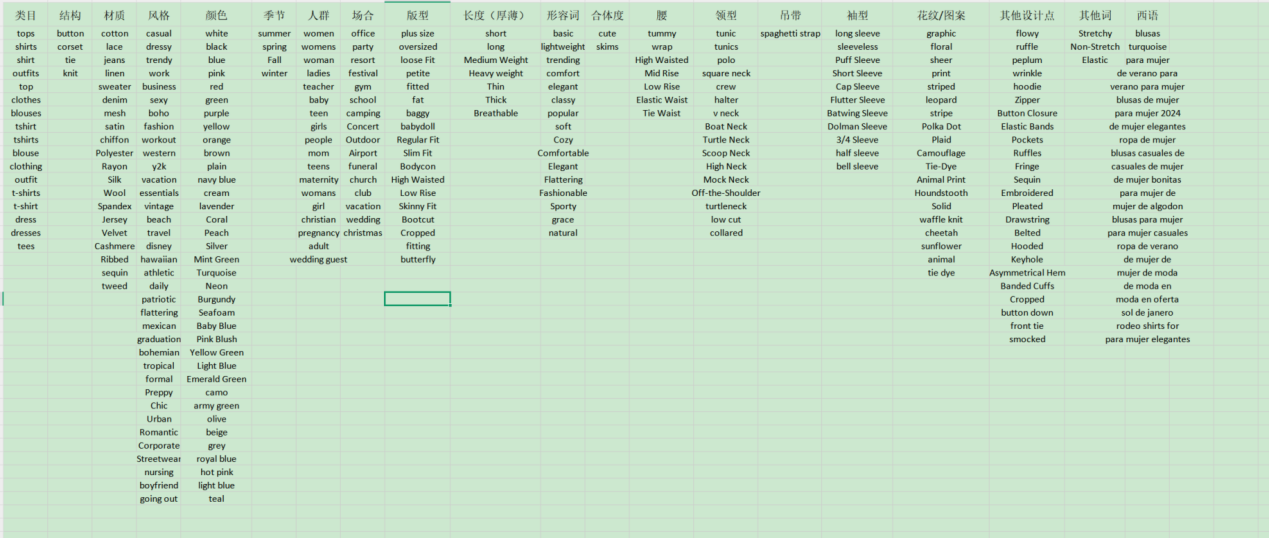 类目 结构 材质 风格 颜色 季节 人群 场合 版型 长度（厚薄） 形容词 合体度 腰 领型 吊带 袖型 花纹/图案 其他设计点 其他词 西语
tops button cotton casual white summer women office plus size short basic cute tummy tunic spaghetti strap long sleeve graphic flowy Stretchy blusas
shirts corset lace dressy black spring womens party oversized long lightweight skims wrap tunics sleeveless floral ruffle Non-Stretch turquoise
shirt tie jeans trendy blue Fall woman resort loose Fit Medium Weight trending High Waisted polo Puff Sleeve sheer peplum Elastic para mujer
outfits knit linen work pink winter ladies festival petite Heavy weight comfort Mid Rise square neck Short Sleeve print wrinkle de verano para
top sweater business red teacher gym fitted Thin elegant Low Rise crew Cap Sleeve striped hoodie verano para mujer
clothes denim sexy green baby school fat Thick classy Elastic Waist halter Flutter Sleeve leopard Zipper blusas de mujer
blouses mesh boho purple teen camping baggy Breathable popular Tie Waist v neck Batwing Sleeve stripe Button Closure para mujer 2024
tshirt satin fashion yellow girls Concert babydoll soft Boat Neck Dolman Sleeve Polka Dot Elastic Bands de mujer elegantes
tshirts chiffon workout orange people Outdoor Regular Fit Cozy Turtle Neck 3/4 Sleeve Plaid Pockets ropa de mujer
blouse Polyester western brown mom Airport Slim Fit Comfortable Scoop Neck half sleeve Camouflage Ruffles blusas casuales de
clothing Rayon y2k plain teens funeral Bodycon Elegant High Neck bell sleeve Tie-Dye Fringe casuales de mujer
outfit Silk vacation navy blue maternity church High Waisted Flattering Mock Neck Animal Print Sequin de mujer bonitas
t-shirts Wool essentials cream womans club Low Rise Fashionable Off-the-Shoulder Houndstooth Embroidered para mujer de
t-shirt Spandex vintage lavender girl vacation Skinny Fit Sporty turtleneck Solid Pleated mujer de algodon
dress Jersey beach Coral christian wedding Bootcut grace low cut waffle knit Drawstring blusas para mujer
dresses Velvet travel Peach pregnancy christmas Cropped natural collared cheetah Belted para mujer casuales
tees Cashmere disney Silver adult fitting sunflower Hooded ropa de verano
Ribbed hawaiian Mint Green wedding guest butterfly animal Keyhole de mujer de
sequin athletic Turquoise tie dye Asymmetrical Hem mujer de moda
tweed daily Neon Banded Cuffs de moda en
patriotic Burgundy Cropped moda en oferta
flattering Seafoam button down sol de janero
mexican Baby Blue front tie rodeo shirts for
graduation Pink Blush smocked para mujer elegantes
bohemian Yellow Green
tropical Light Blue
formal Emerald Green
Preppy camo
Chic army green
Urban olive
Romantic beige
Corporate grey
Streetwear royal blue
nursing hot pink
boyfriend light blue
going out teal